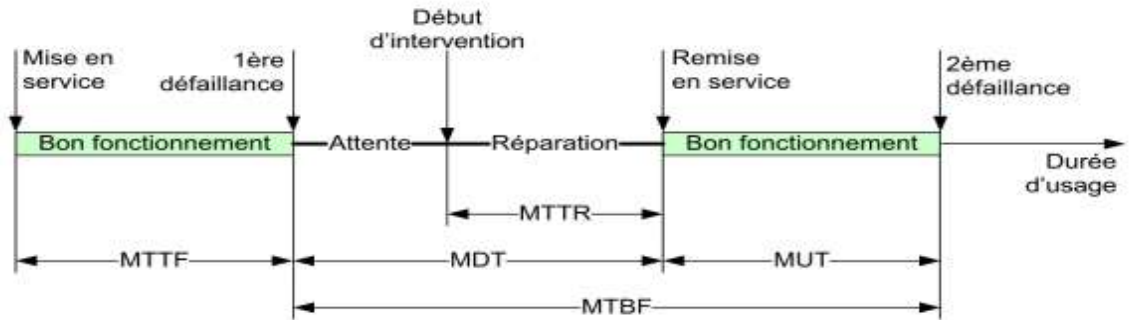 Début
d'intervention
Mise en
service
1ère
défaillance
Remise
en service
2ème
défaillance
Bon fonctionnement
Attente
Réparation
Bon fonctionnement
Durée
d'usage
MTTR
MTTF
MDT
MUT
MTBF